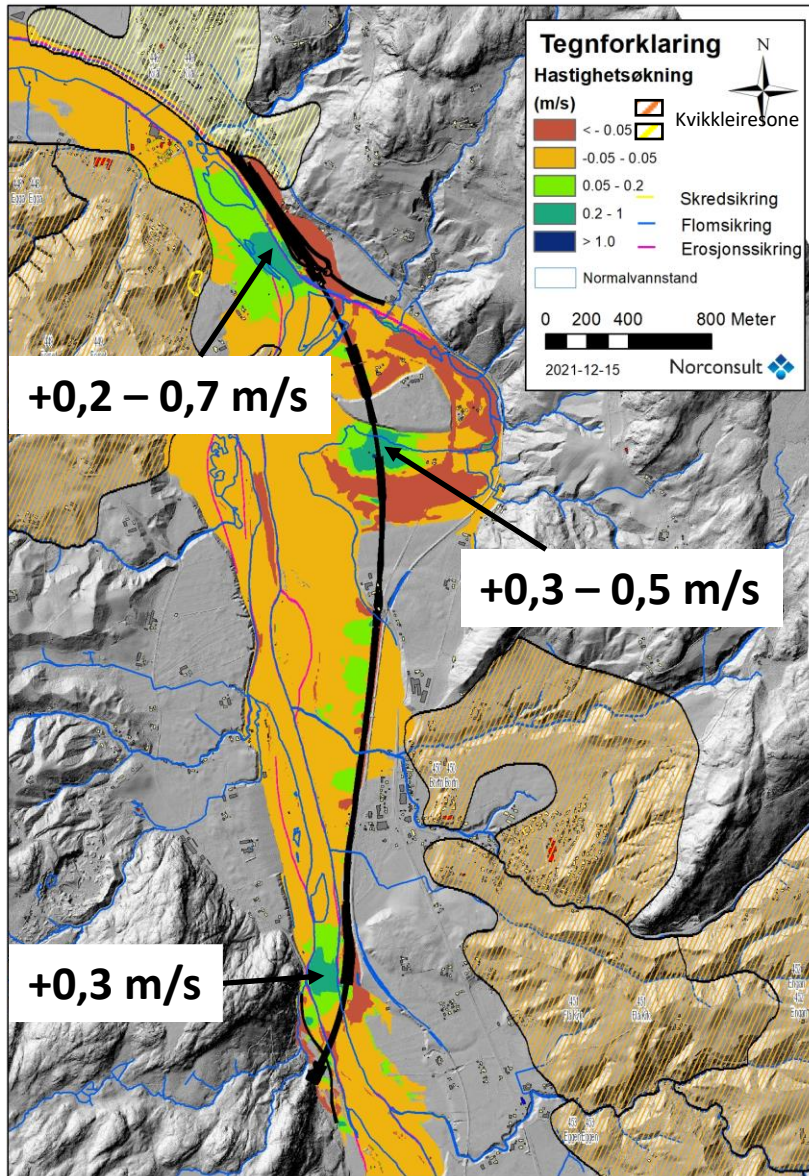 Tegnforklaring
Hastighetsøkning
(m/s)
N
Kvikkleiresone
< - 0.05
-0.05 - 0.05
0.05 - 0.2
0.2 - 1
> 1.0
Skredsikring
Flomsikring
Erosjonssikring
Normalvannstand
0 200 400 800 Meter
2021-12-15
Norconsult
+0,2 – 0,7 m/s
+0,3 – 0,5 m/s
+0,3 m/s